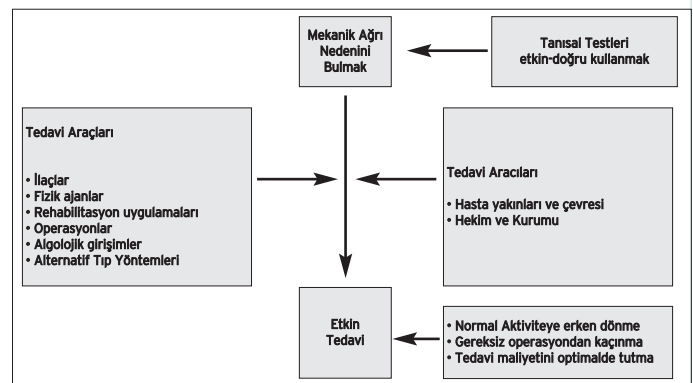 Mekanik Ağrı
Nedenini
Bulmak
Tanısal Testleri
etkin-doğru kullanmak
Tedavi Araçları
• İlaçlar
• Fizik ajanlar
• Rehabilitasyon uygulamaları
• Operasyonlar
• Algolojik girişimler
• Alternatif Tıp Yöntemleri
Tedavi Aracıları
• Hasta yakınları ve çevresi
• Hekim ve Kurumu
Etkin
Tedavi
• Normal Aktiviteye erken dönme
• Gereksiz operasyondan kaçınma
• Tedavi maliyetini optimalde tutma